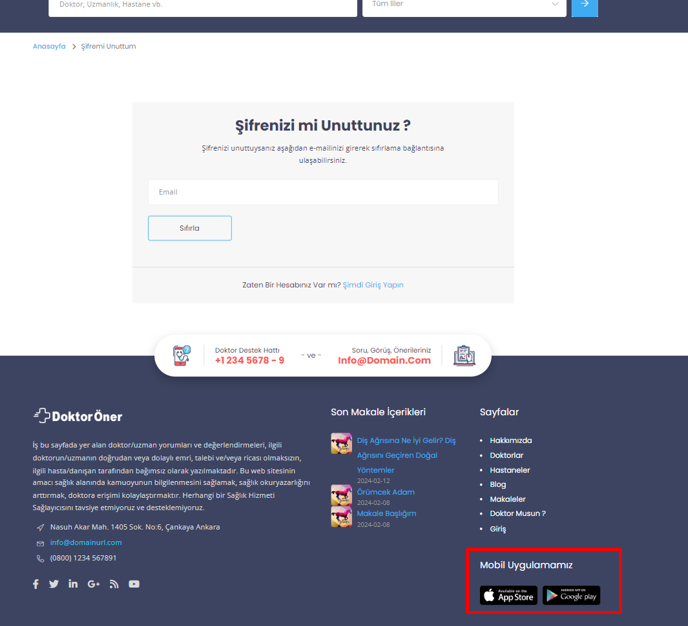 Doktor, Uzmanlık, Hastane vb.
Tüm İller
Anasayfa > Şifremi Unuttum
Şifrenizi mi Unuttunuz ?
Şifrenizi unuttuysanız aşağıdan e-mailinizi girerek sıfırlama bağlantısına
ulaşabilirsiniz.
Email
Sıfırla
Zaten Bir Hesabınız Var mı? Şimdi Giriş Yapın
Doktor Destek Hattı
+1 234 5678 - 9
- ve -
Soru, Görüş, Önerileriniz
Info@Domain.Com
DoktorÖner
İş bu sayfada yer alan doktor/uzman yorumları ve değerlendirmeleri, ilgili
doktorun/uzmanın doğrudan veya dolaylı emri, talebi ve/veya ricası olmaksızın,
ilgili hasta/danışan tarafından bağımsız olarak yazılmaktadır. Bu web sitesinin
amacı sağlık alanında kamuoyunun bilgilenmesini sağlamak, sağlık okuryazarlığını
arttırmak, doktora erişimi kolaylaştırmaktır. Herhangi bir Sağlık Hizmeti
Sağlayıcısını tavsiye etmiyoruz ve desteklemiyoruz.
Nasuh Akar Mah. 1405 Sok. No:6, Çankaya Ankara
info@domainurl.com
(0800) 1234 567891
Son Makale İçerikleri
Diş Ağrısına Ne İyi Gelir? Diş
Ağrısını Geçiren Doğal
Yöntemler
2024-02-12
Örümcek Adam
2024-02-08
Makale Başlığım
2024-02-08
Sayfalar
Hakkımızda
Doktorlar
Hastaneler
Blog
Makaleler
Doktor Musun ?
Giriş
Mobil Uygulamamız
Available on the
App Store
ANDROID APP ON
Google play